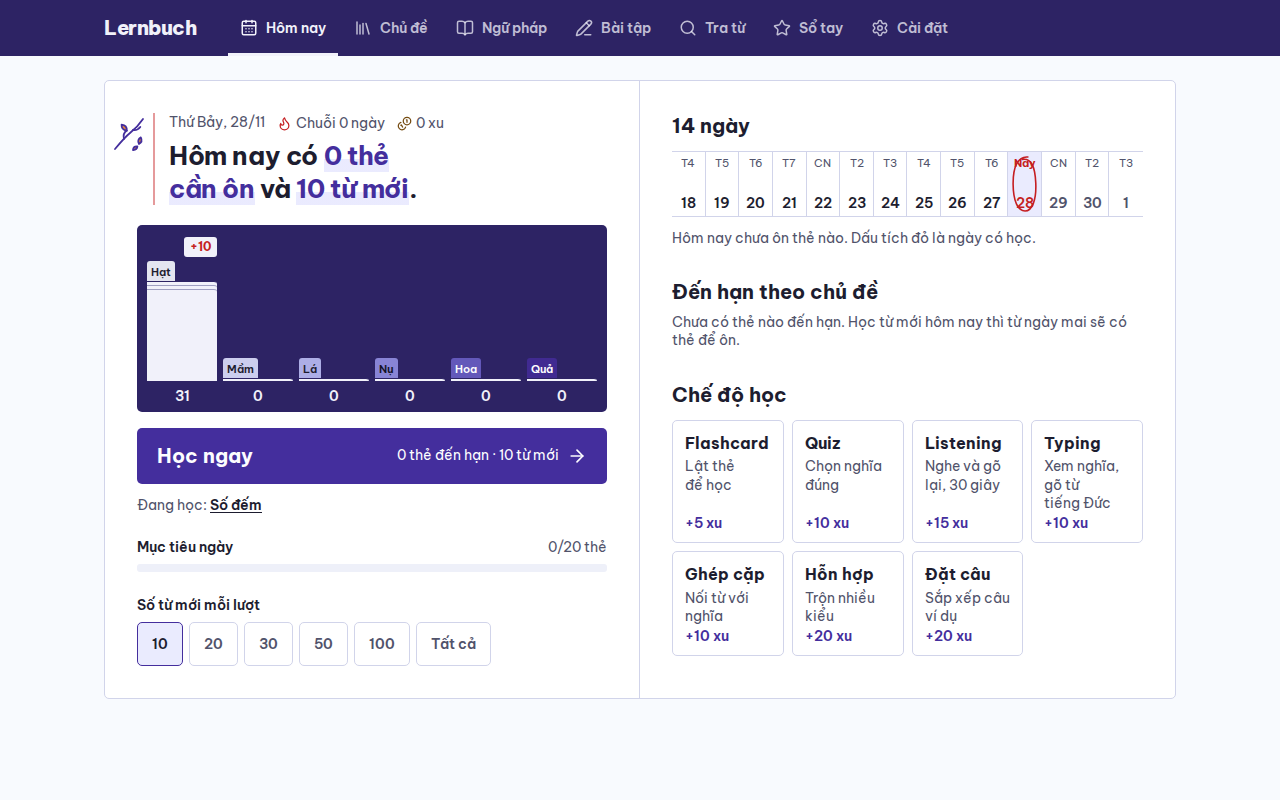 Lernbuch
Hôm nay
Chủ đề
Ngữ pháp
Bài tập
Tra từ
Sổ tay
Cài đặt
Thứ Bảy, 28/11 Chuỗi 0 ngày 0 xu
Hôm nay có 0 thẻ
cần ôn và 10 từ mới.
+10
Hạt
Mầm
Lá
Nụ
Hoa
Quả
31 0 0 0 0 0
Học ngay
0 thẻ đến hạn · 10 từ mới
Đang học: Số đếm
Mục tiêu ngày
0/20 thẻ
Số từ mới mỗi lượt
10 20 30 50 100 Tất cả
14 ngày
T4 T5 T6 T7 CN T2 T3 T4 T5 T6 Nay CN T2 T3
18 19 20 21 22 23 24 25 26 27 28 29 30 1
Hôm nay chưa ôn thẻ nào. Dấu tích đỏ là ngày có học.
Đến hạn theo chủ đề
Chưa có thẻ nào đến hạn. Học từ mới hôm nay thì từ ngày mai sẽ có
thẻ để ôn.
Chế độ học
Flashcard
Lật thẻ
để học
+5 xu
Quiz
Chọn nghĩa
đúng
+10 xu
Listening
Nghe và gõ
lại, 30 giây
+15 xu
Typing
Xem nghĩa,
gõ từ
tiếng Đức
+10 xu
Ghép cặp
Nối từ với
nghĩa
+10 xu
Hỗn hợp
Trộn nhiều
kiểu
+20 xu
Đặt câu
Sắp xếp câu
ví dụ
+20 xu